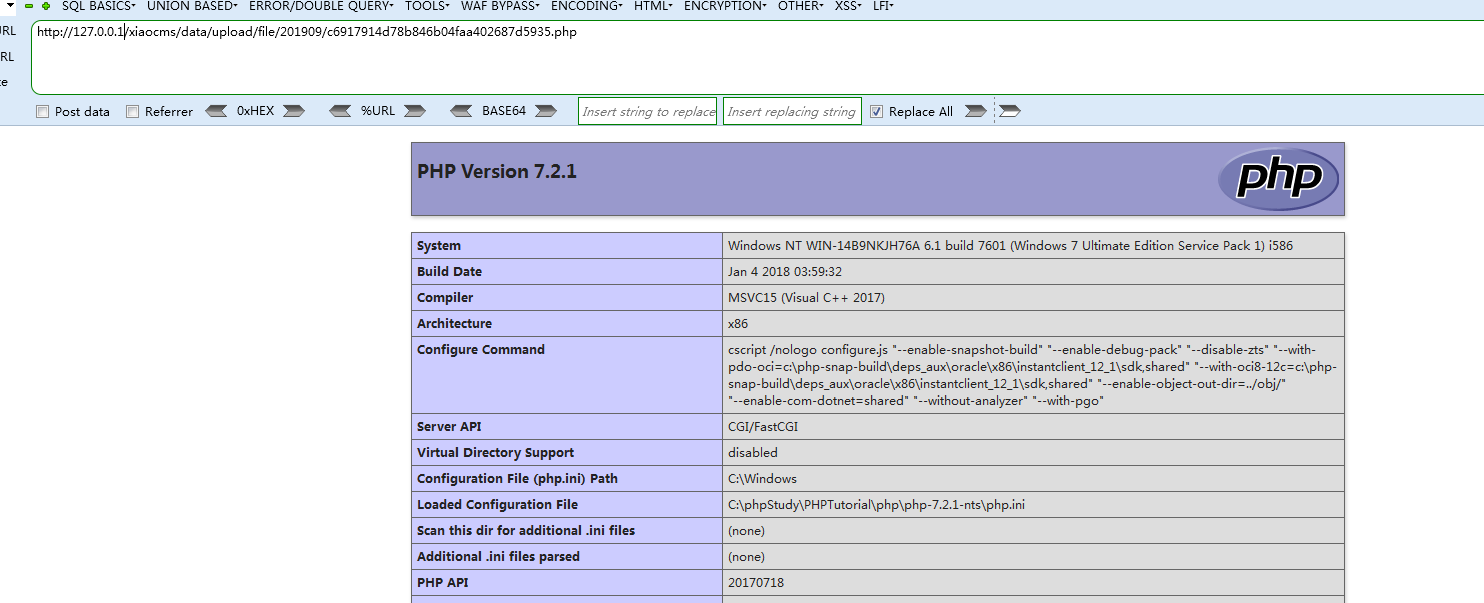 SQL BASICS UNION BASED ERROR/DOUBLE QUERY TOOLS WAF BYPASS ENCODING HTML ENCRYPTION OTHER XSS LFI
http://127.0.0.1/xiaocms/data/upload/file/201909/c6917914d78b846b04faa402687d5935.php
Post data Referrer 0xHEX %URL BASE64 Insert string to replace Insert replacing string Replace All
PHP Version 7.2.1
php
System Windows NT WIN-14B9NKJH76A 6.1 build 7601 (Windows 7 Ultimate Edition Service Pack 1) i586
Build Date Jan 4 2018 03:59:32
Compiler MSVC15 (Visual C++ 2017)
Architecture x86
Configure Command cscript /nologo configure.js "--enable-snapshot-build" "--enable-debug-pack" "--disable-zts" "--with-
pdo-oci=c:\php-snap-build\deps_aux\oracle\x86\instantclient_12_1\sdk,shared" "--with-oci8-12c=c:\php-
snap-build\deps_aux\oracle\x86\instantclient_12_1\sdk,shared" "--enable-object-out-dir=../obj/"
"--enable-com-dotnet=shared" "--without-analyzer" "--with-pgo"
Server API CGI/FastCGI
Virtual Directory Support disabled
Configuration File (php.ini) Path C:\Windows
Loaded Configuration File C:\phpStudy\PHPTutorial\php\php-7.2.1-nts\php.ini
Scan this dir for additional .ini files (none)
Additional .ini files parsed (none)
PHP API 20170718